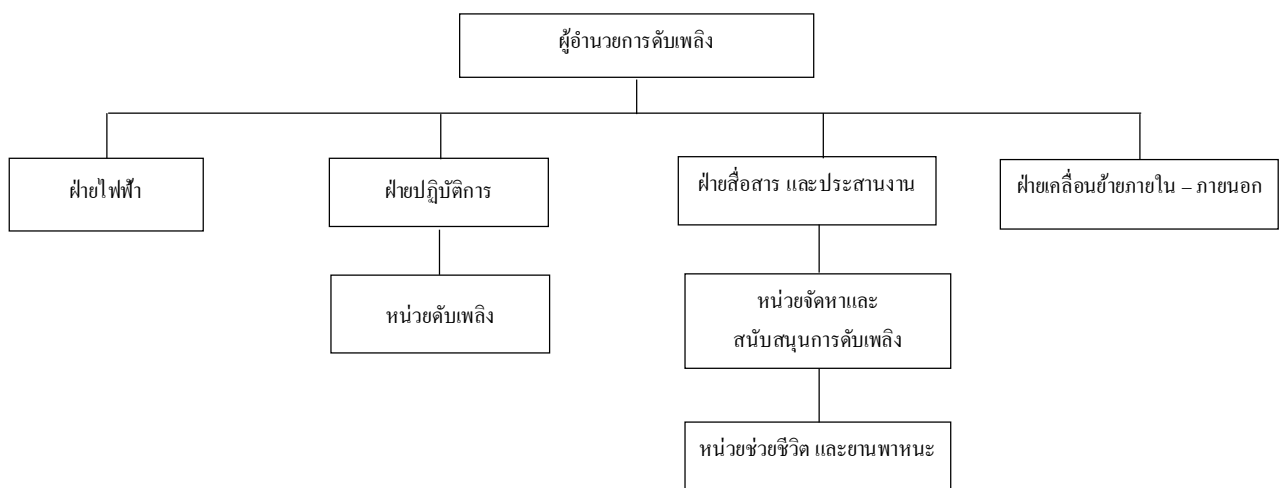 ผู้อำนวยการดับเพลิง
ฝ่ายไฟฟ้า
ฝ่ายปฏิบัติการ
ฝ่ายสื่อสาร และประสานงาน
ฝ่ายเคลื่อนย้ายภายใน – ภายนอก
หน่วยดับเพลิง
หน่วยจัดหาและ
สนับสนุนการดับเพลิง
หน่วยช่วยชีวิต และยานพาหนะ